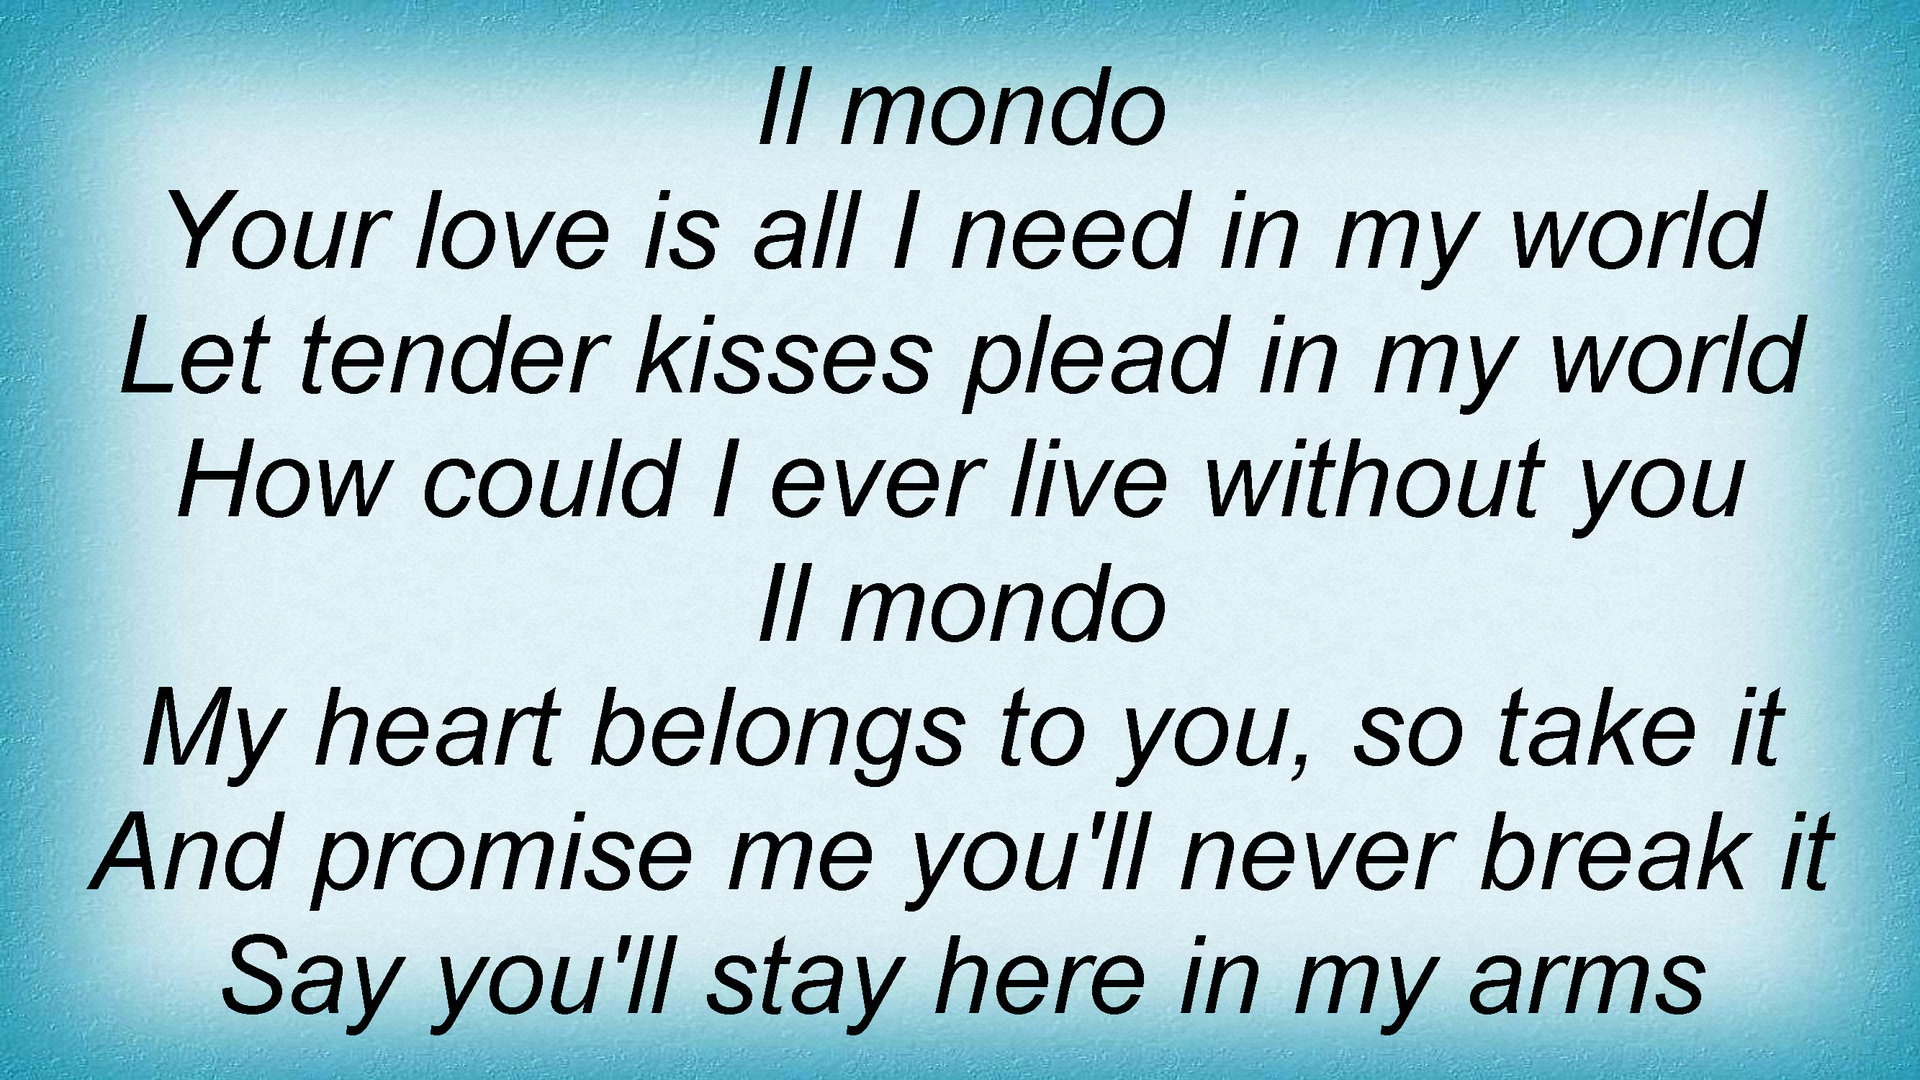 Il mondo
Your love is all I need in my world
Let tender kisses plead in my world
How could I ever live without you
Il mondo
My heart belongs to you, so take it
And promise me you'll never break it
Say you'll stay here in my arms